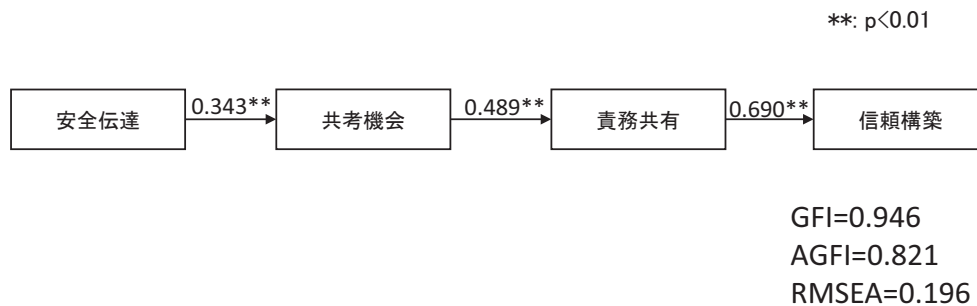 **: p<0.01
安全伝達
0.343**
共考機会
0.489**
責務共有
0.690**
信頼構築
GFI=0.946
AGFI=0.821
RMSEA=0.196